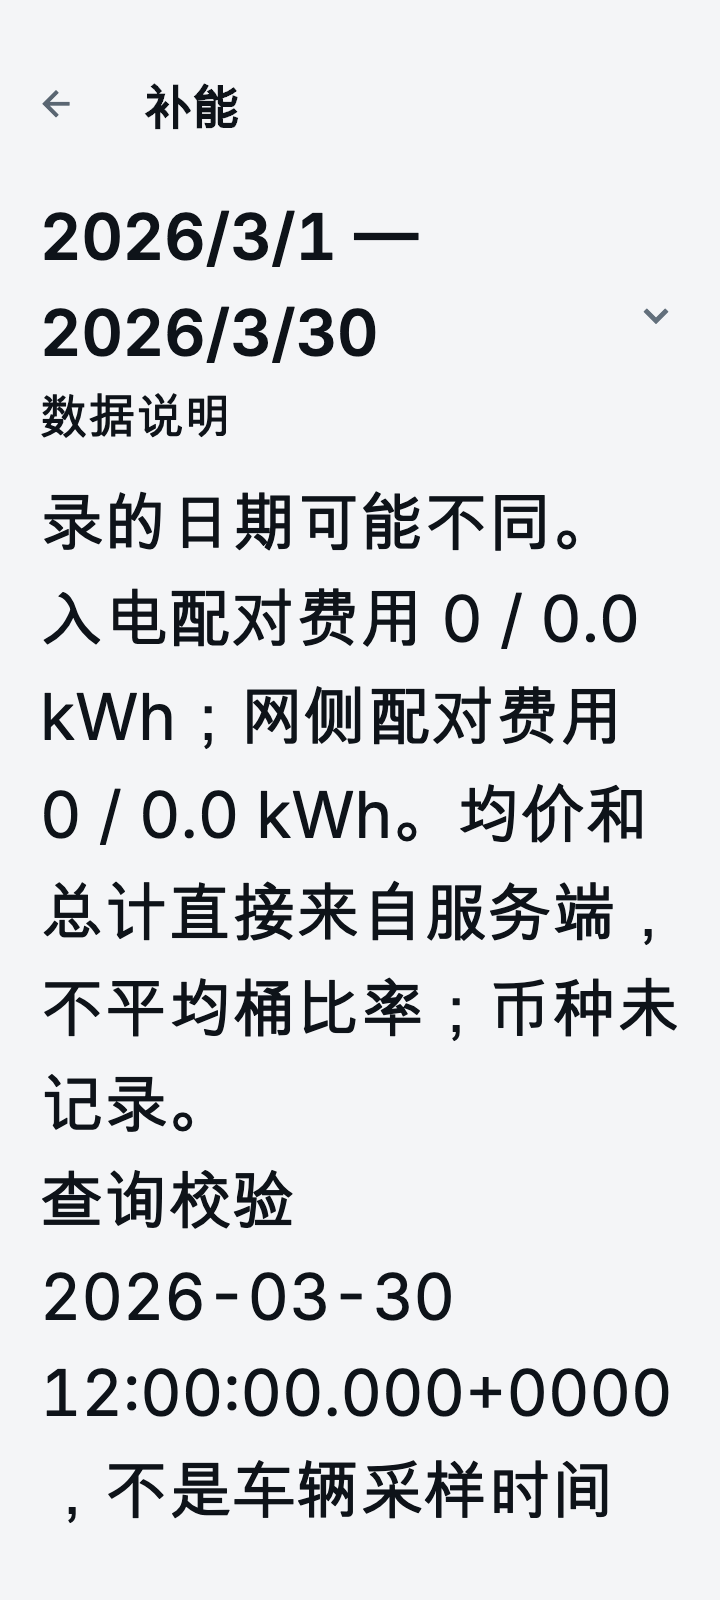 补能
2026/3/1 —
2026/3/30
数据说明
录的日期可能不同。
入电配对费用 0 / 0.0
kWh；网侧配对费用
0 / 0.0 kWh。均价和
总计直接来自服务端，
不平均桶比率；币种未
记录。
查询校验
2026-03-30
12:00:00.000+0000
，不是车辆采样时间